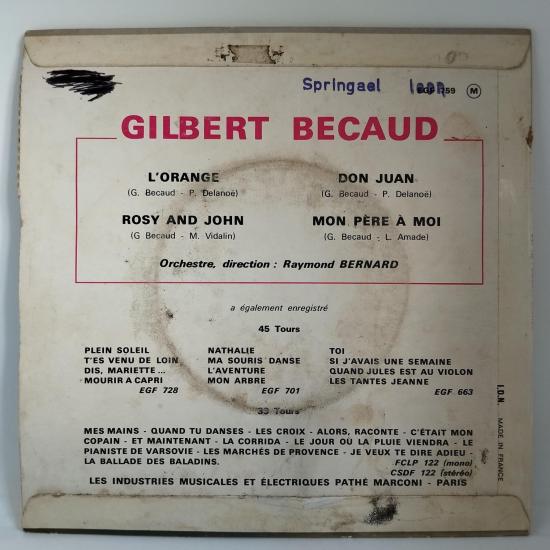 Springael leon
EGF 759 M
GILBERT BECAUD
L'ORANGE
(G. Becaud - P. Delanoë)
DON JUAN
(G. Becaud - P. Delanoë)
ROSY AND JOHN
(G Becaud - M. Vidalin)
MON PÈRE À MOI
(G. Becaud - L. Amade)
Orchestre, direction : Raymond BERNARD
a également enregistré
45 Tours
PLEIN SOLEIL
T'ES VENU DE LOIN
DIS, MARIETTE...
MOURIR A CAPRI
EGF 728
NATHALIE
MA SOURIS DANSE
L'AVENTURE
MON ARBRE
EGF 701
TOI
SI J'AVAIS UNE SEMAINE
QUAND JULES EST AU VIOLON
LES TANTES JEANNE
EGF 663
33 Tours
MES MAINS - QUAND TU DANSES - LES CROIX - ALORS, RACONTE - C'ÉTAIT MON
COPAIN - ET MAINTENANT - LA CORRIDA - LE JOUR OU LA PLUIE VIENDRA - LE
PIANISTE DE VARSOVIE - LES MARCHÉS DE PROVENCE - JE VEUX TE DIRE ADIEU -
LA BALLADE DES BALADINS.
FCLP 122 (mono)
CSDF 122 (stéréo)
LES INDUSTRIES MUSICALES ET ÉLECTRIQUES PATHÉ MARCONI - PARIS
I.D.N. MADE IN FRANCE